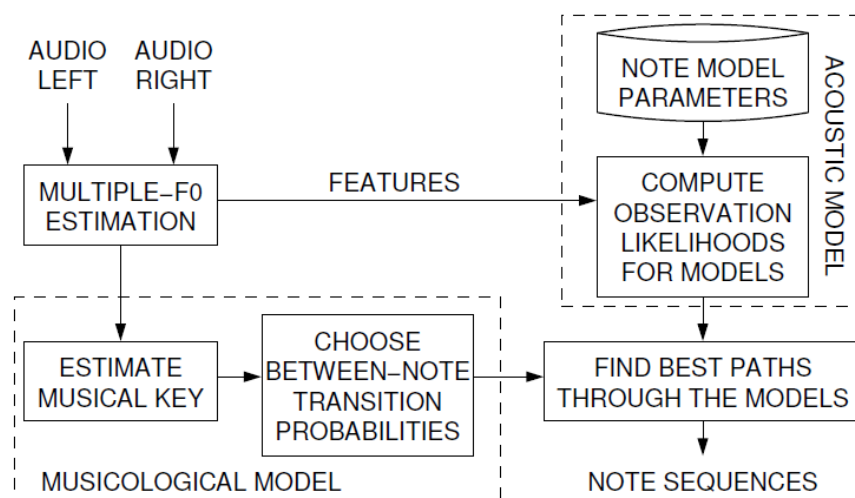 AUDIO
LEFT
AUDIO
RIGHT
NOTE MODEL
PARAMETERS
ACOUSTIC MODEL
MULTIPLE−F0
ESTIMATION
FEATURES
COMPUTE
OBSERVATION
LIKELIHOODS
FOR MODELS
ESTIMATE
MUSICAL KEY
CHOOSE
BETWEEN−NOTE
TRANSITION
PROBABILITIES
FIND BEST PATHS
THROUGH THE MODELS
MUSICOLOGICAL MODEL
NOTE SEQUENCES